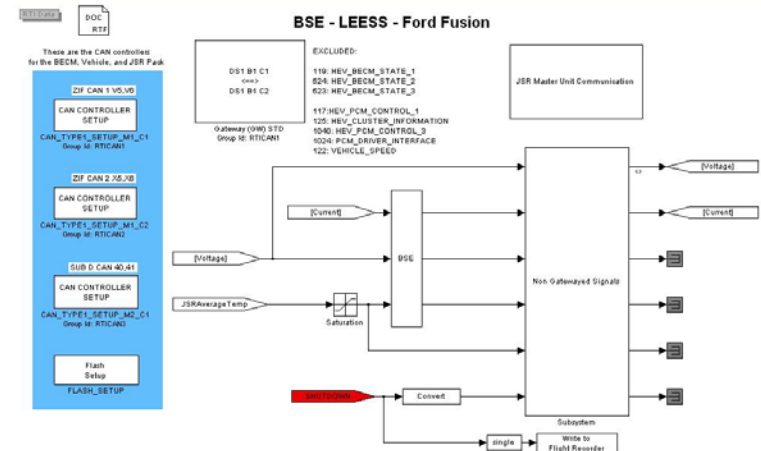 RTI Data
DOC
RTF
BSE - LEESS - Ford Fusion
These are the CAN controllers
for the BECM, Vehicle, and JSR Pack
ZIF CAN 1 V5,V6
CAN CONTROLLER
SETUP
CAN_TYPE1_SETUP_M1_C1
Group Id: RTICAN1
ZIF CAN 2 X5,X6
CAN CONTROLLER
SETUP
CAN_TYPE1_SETUP_M1_C2
Group Id: RTICAN2
SUB D CAN 40,41
CAN CONTROLLER
SETUP
CAN_TYPE1_SETUP_M2_C1
Group Id: RTICAN3
Flash
Setup
FLASH_SETUP
DS1 B1 C1
<==>
DS1 B1 C2
Gateway (GW) STD
Group Id: RTICAN1
EXCLUDED:
119: HEV_BECM_STATE_1
624: HEV_BECM_STATE_2
623: HEV_BECM_STATE_3
117:HEV_PCM_CONTROL_1
125: HEV_CLUSTER_INFORMATION
1040: HEV_PCM_CONTROL_3
1024: PCM_DRIVER_INTERFACE
122: VEHICLE_SPEED
JSR Master Unit Communication
[Current]
[Voltage]
JSRAverageTemp
Saturation
BSE
SHUTDOWN
Convert
single
Write to
Flight Recorder
Non Gatewayed Signals
Subsystem
[Voltage]
[Current]